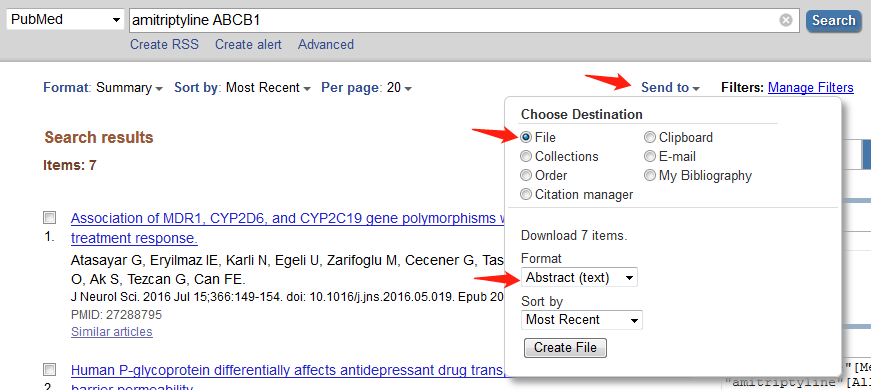 PubMed amitriptyline ABCB1 Search
Create RSS Create alert Advanced
Format: Summary Sort by: Most Recent Per page: 20 Send to Filters: Manage Filters
Choose Destination
File Clipboard
Collections E-mail
Order My Bibliography
Citation manager
Download 7 items.
Format
Abstract (text)
Sort by
Most Recent
Create File
Search results
Items: 7
Association of MDR1, CYP2D6, and CYP2C19 gene polymorphisms
1. treatment response.
Atasayar G, Eryilmaz IE, Karli N, Egeli U, Zarifoglu M, Cecener G, Tas
O, Ak S, Tezcan G, Can FE.
J Neurol Sci. 2016 Jul 15;366:149-154. doi: 10.1016/j.jns.2016.05.019. Epub 20
PMID: 27288795
Similar articles
Human P-glycoprotein differentially affects antidepressant drug
2. barrier permeability.
"[Me
"amitriptyline"[All